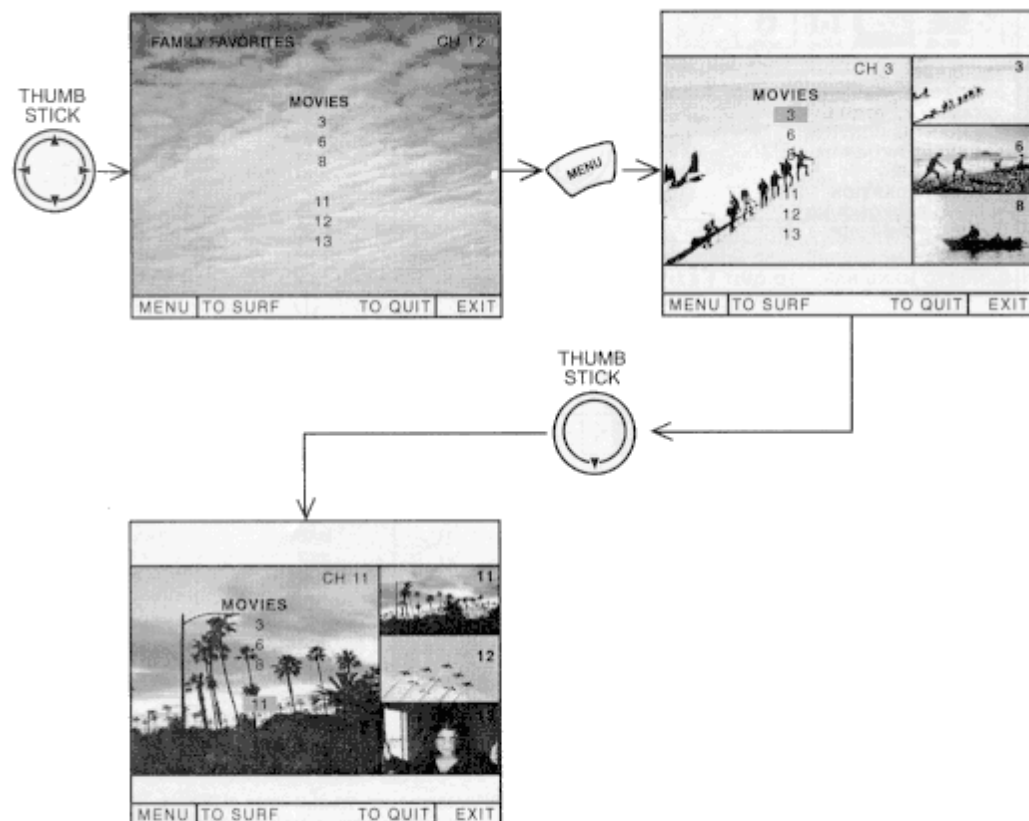 THUMB
STICK
FAMILY FAVORITES CH 12
MOVIES
3
6
8
11
12
13
MENU TO SURF TO QUIT EXIT
MENU
CH 3
MOVIES
3
6
8
11
12
13
3
6
8
MENU TO SURF TO QUIT EXIT
THUMB
STICK
CH 11
MOVIES
3
6
8
11
11
12
13
MENU TO SURF TO QUIT EXIT